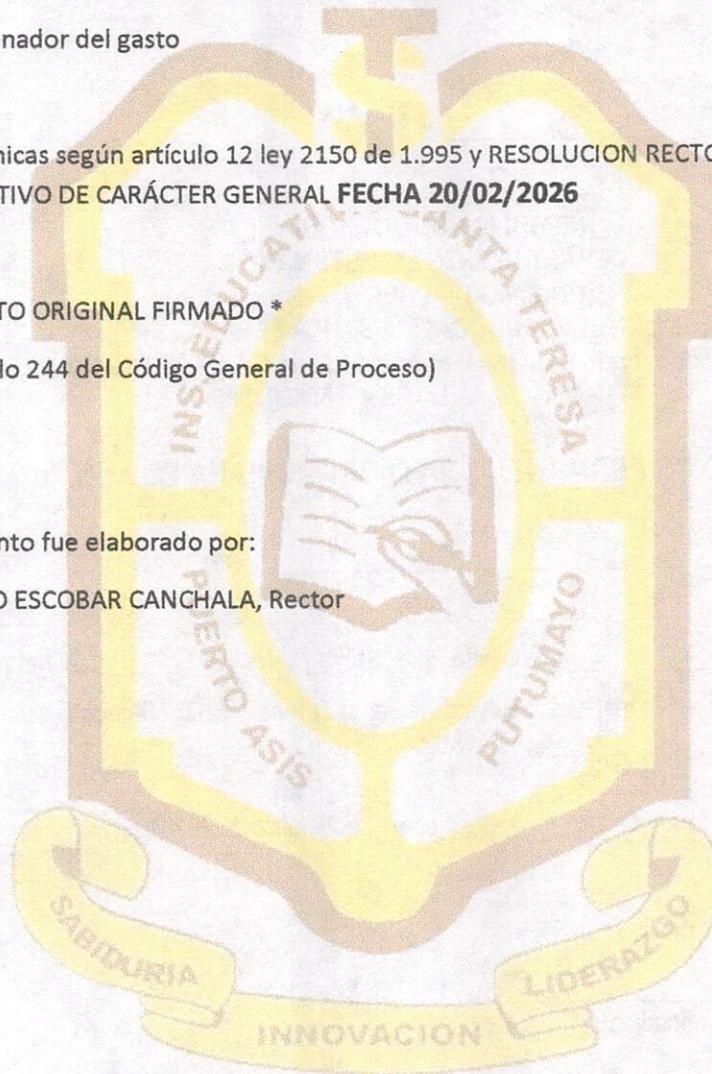 nador del gasto
nicas según artículo 12 ley 2150 de 1.995 y RESOLUCION RECTO
TIVO DE CARÁCTER GENERAL FECHA 20/02/2026
TO ORIGINAL FIRMADO *
lo 244 del Código General de Proceso)
nto fue elaborado por:
O ESCOBAR CANCHALA, Rector
TS
INS. EDUCATIVA SANTA TERESA
PUERTO ASÍS
PUTUMAYO
SABIDURIA
INNOVACION
LIDERAZGO